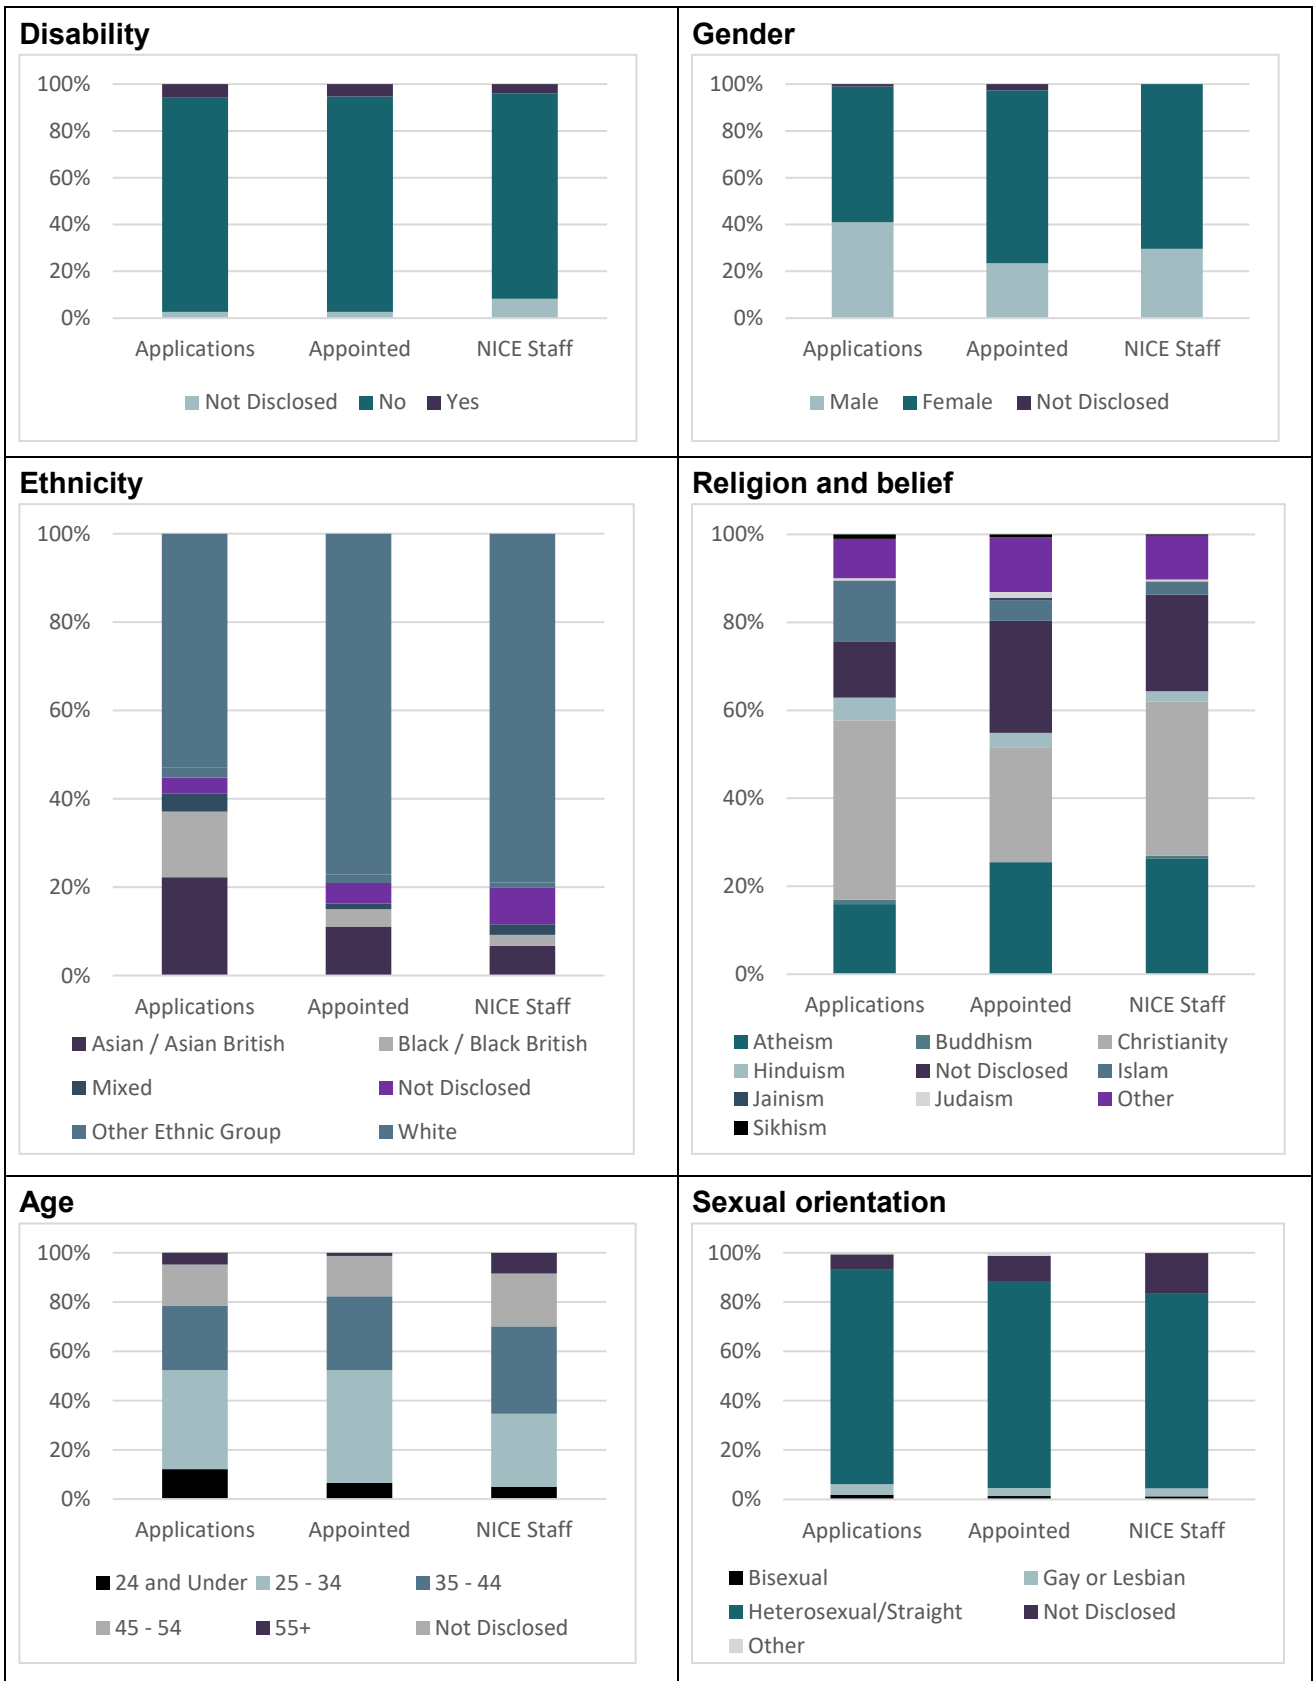 Disability
100%
80%
60%
40%
20%
0%
Applications Appointed NICE Staff
Not Disclosed No Yes
Gender
100%
80%
60%
40%
20%
0%
Applications Appointed NICE Staff
Male Female Not Disclosed
Ethnicity
100%
80%
60%
40%
20%
0%
Applications Appointed NICE Staff
Asian / Asian British Black / Black British
Mixed Not Disclosed
Other Ethnic Group White
Religion and belief
100%
80%
60%
40%
20%
0%
Applications Appointed NICE Staff
Atheism Buddhism Christianity
Hinduism Not Disclosed Islam
Jainism Judaism Other
Sikhism
Age
100%
80%
60%
40%
20%
0%
Applications Appointed NICE Staff
24 and Under 25 - 34 35 - 44
45 - 54 55+ Not Disclosed
Sexual orientation
100%
80%
60%
40%
20%
0%
Applications Appointed NICE Staff
Bisexual Gay or Lesbian
Heterosexual/Straight Not Disclosed
Other